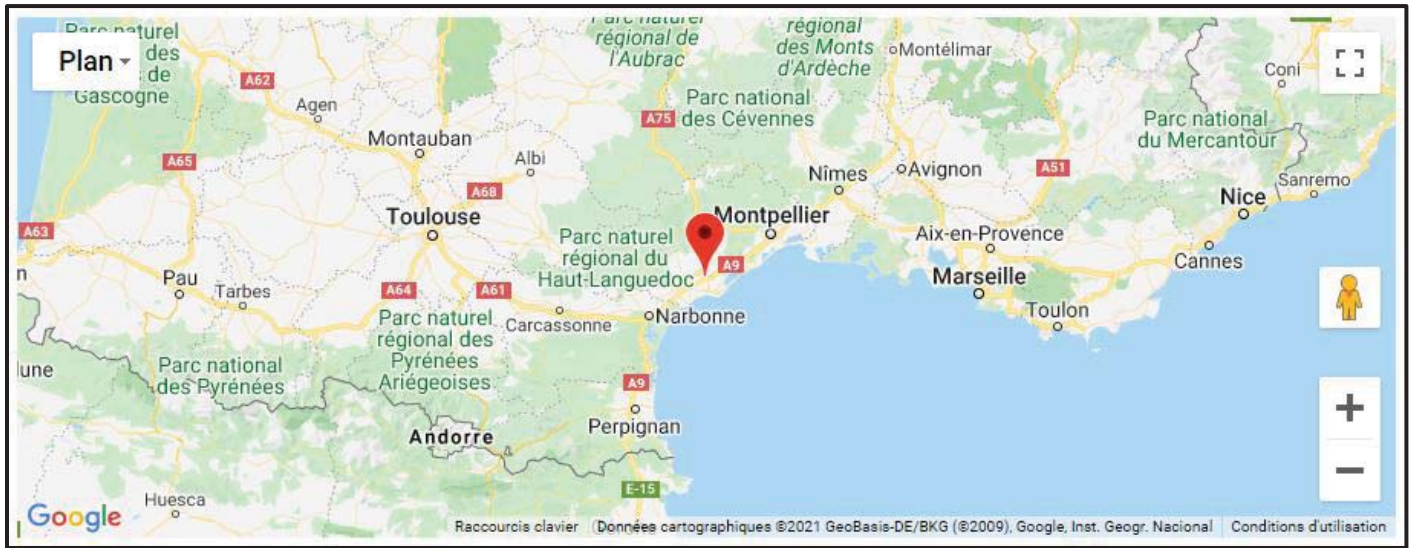 Parc naturel
des
de
Gascogne
Plan
Parc naturel
régional de
l'Aubrac
régional
des Monts
d'Ardèche
Montélimar
Coni
A62
Agen
Parc national
des Cévennes
A75
Parc national
du Mercantour
Montauban
Albi
A65
Nîmes
Avignon
A51
Sanremo
A68
Nice
Toulouse
Montpellier
A63
Parc naturel
régional du
Haut-Languedoc
A9
Aix-en-Provence
Cannes
n
Pau
Tarbes
A64
A61
Marseille
Carcassonne
Narbonne
Toulon
Parc naturel
régional des
Pyrénées
Ariégeoises
lune
Parc national
des Pyrénées
A9
Perpignan
Andorre
E-15
Huesca
Google
Raccourcis clavier
Données cartographiques ©2021 GeoBasis-DE/BKG (©2009), Google, Inst. Geogr. Nacional
Conditions d'utilisation